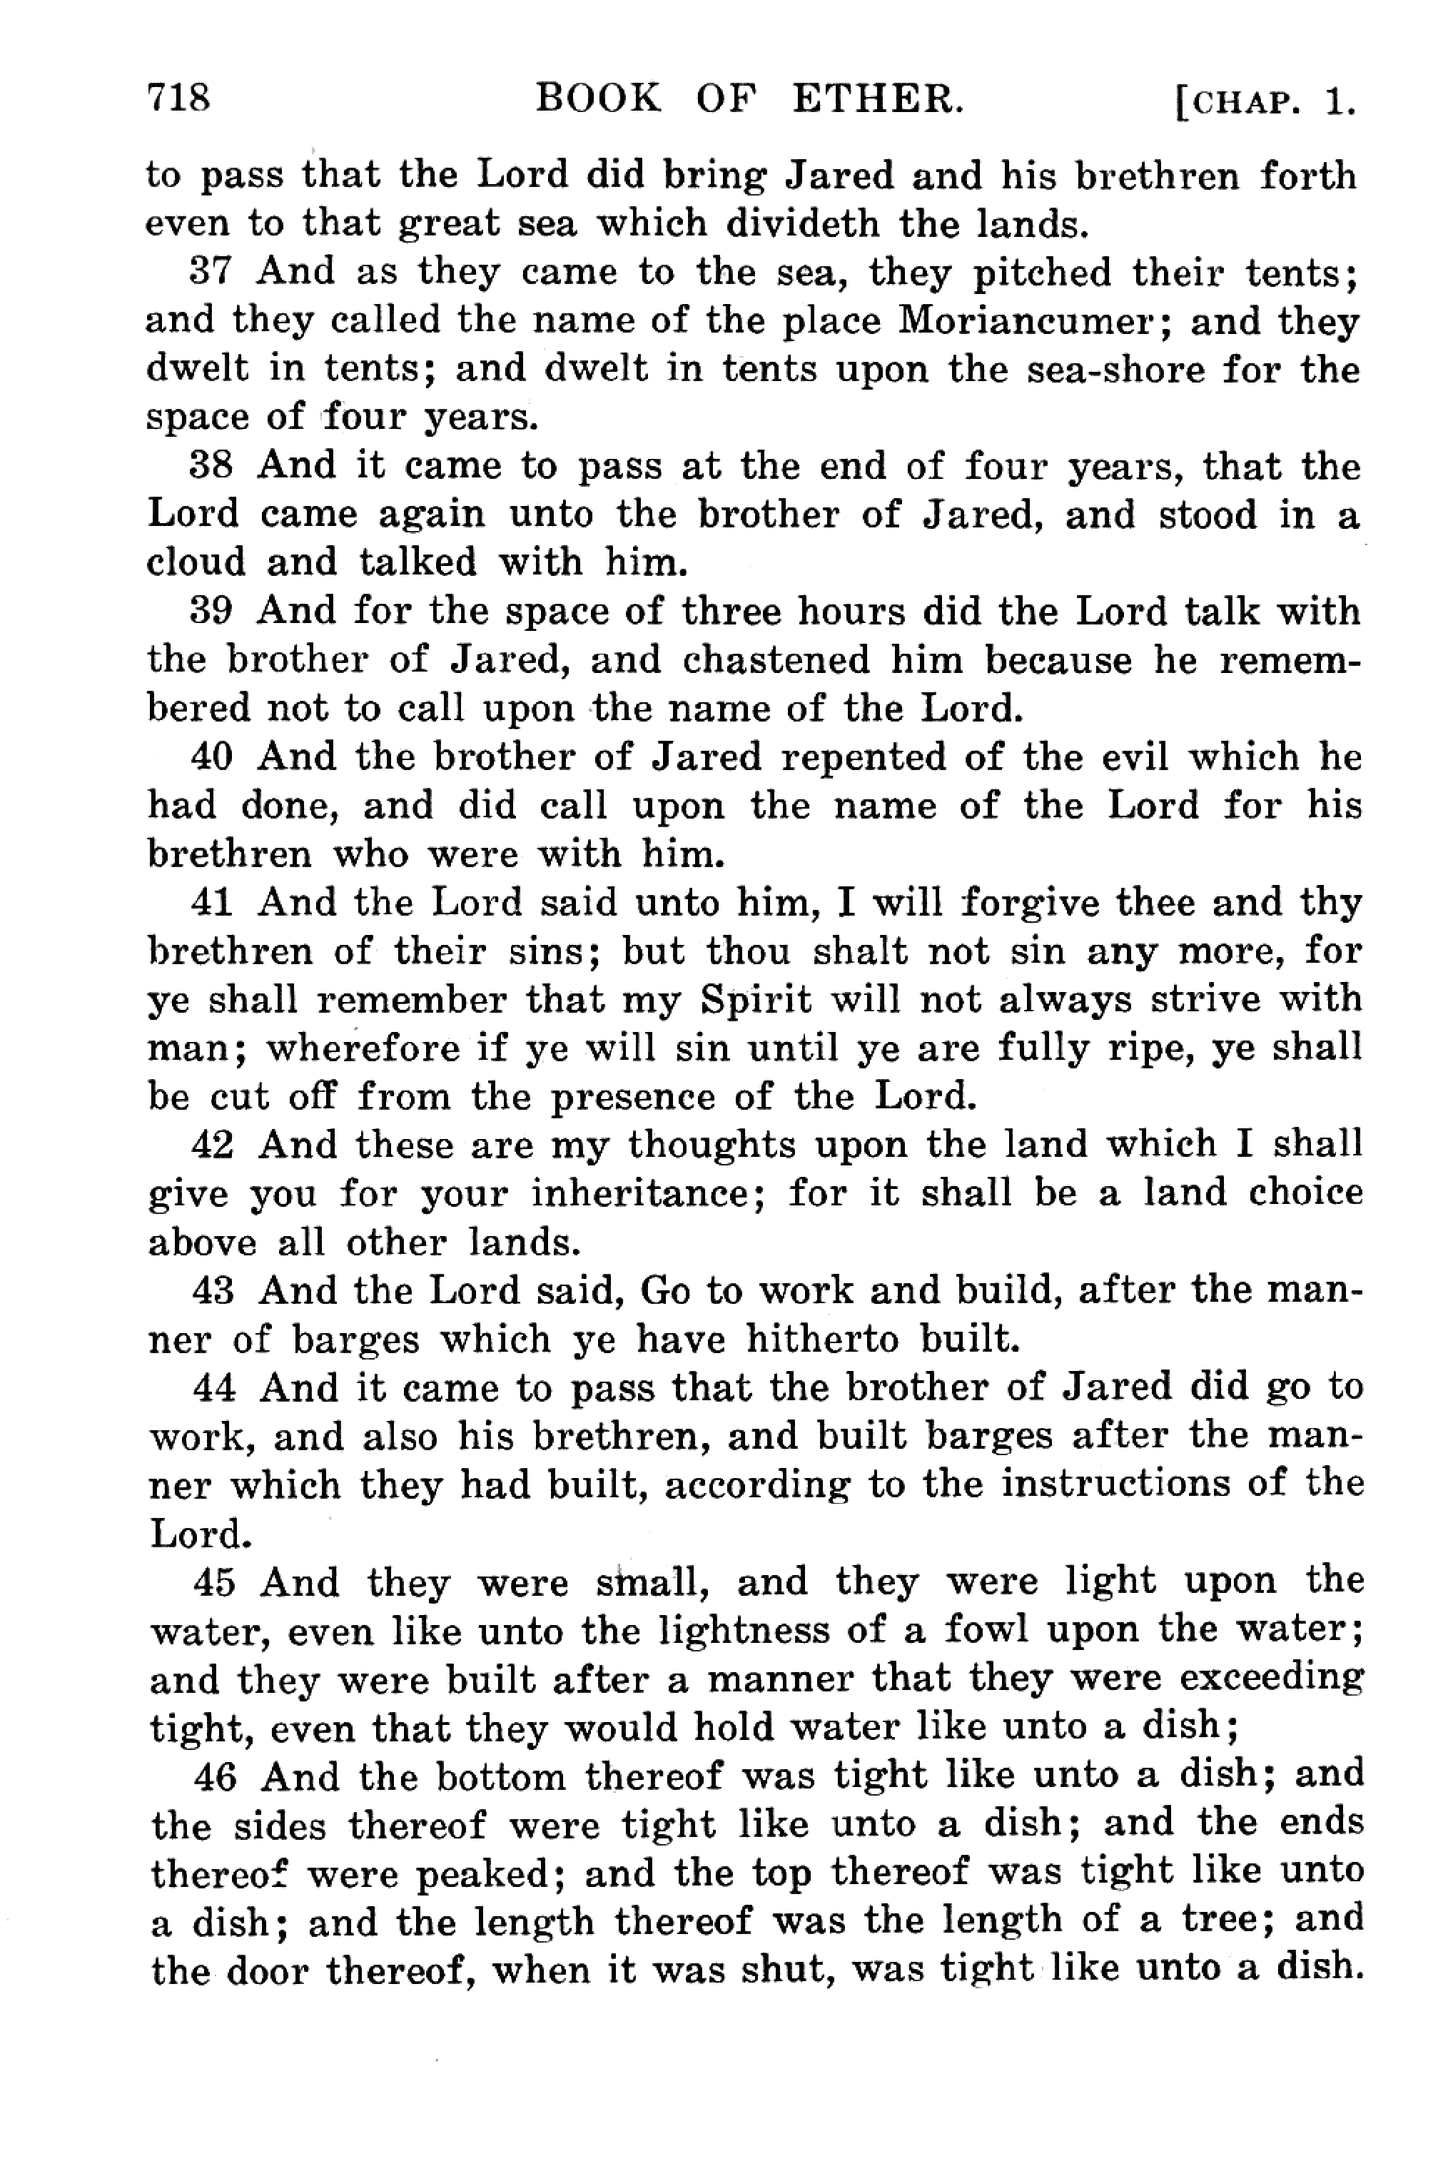 718 BOOK OF ETHER. [CHAP. 1.
to pass that the Lord did bring Jared and his brethren forth
even to that great sea which divideth the lands.
37 And as they came to the sea, they pitched their tents;
and they called the name of the place Moriancumer; and they
dwelt in tents; and dwelt in tents upon the sea-shore for the
space of four years.
38 And it came to pass at the end of four years, that the
Lord came again unto the brother of Jared, and stood in a
cloud and talked with him.
39 And for the space of three hours did the Lord talk with
the brother of Jared, and chastened him because he remem-
bered not to call upon the name of the Lord.
40 And the brother of Jared repented of the evil which he
had done, and did call upon the name of the Lord for his
brethren who were with him.
41 And the Lord said unto him, I will forgive thee and thy
brethren of their sins; but thou shalt not sin any more, for
ye shall remember that my Spirit will not always strive with
man; wherefore if ye will sin until ye are fully ripe, ye shall
be cut off from the presence of the Lord.
42 And these are my thoughts upon the land which I shall
give you for your inheritance; for it shall be a land choice
above all other lands.
43 And the Lord said, Go to work and build, after the man-
ner of barges which ye have hitherto built.
44 And it came to pass that the brother of Jared did go to
work, and also his brethren, and built barges after the man-
ner which they had built, according to the instructions of the
Lord.
45 And they were small, and they were light upon the
water, even like unto the lightness of a fowl upon the water;
and they were built after a manner that they were exceeding
tight, even that they would hold water like unto a dish;
46 And the bottom thereof was tight like unto a dish; and
the sides thereof were tight like unto a dish; and the ends
thereof were peaked; and the top thereof was tight like unto
a dish; and the length thereof was the length of a tree; and
the door thereof, when it was shut, was tight like unto a dish.